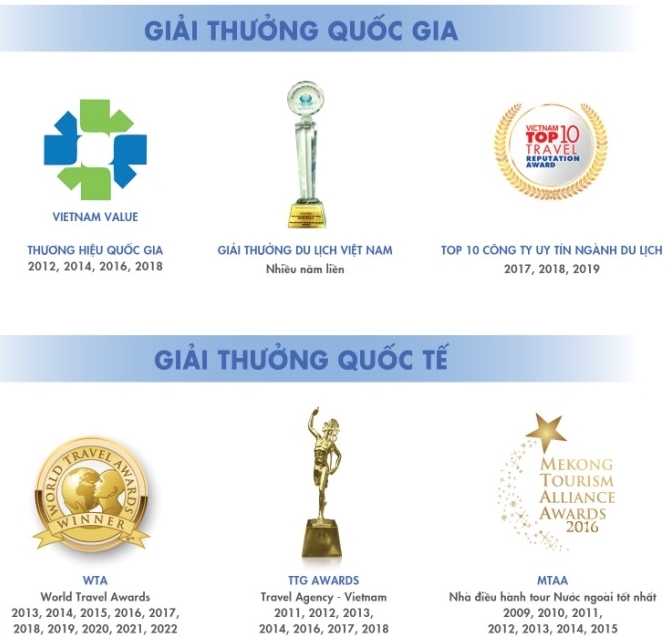 GIẢI THƯỞNG QUỐC GIA
VIETNAM
TOP 10
TRAVEL
REPUTATION
AWARD
VIETNAM VALUE
THƯƠNG HIỆU QUỐC GIA
2012, 2014, 2016, 2018
GIẢI THƯỞNG DU LỊCH VIỆT NAM
Nhiều năm liền
TOP 10 CÔNG TY UY TÍN NGÀNH DU LỊCH
2017, 2018, 2019
GIẢI THƯỞNG QUỐC TẾ
WORLD TRAVEL AWARDS
WINNER
MEKONG
TOURISM
ALLIANCE
AWARDS
2016
WTA
World Travel Awards
2013, 2014, 2015, 2016, 2017,
2018, 2019, 2020, 2021, 2022
TTG AWARDS
Travel Agency - Vietnam
2011, 2012, 2013,
2014, 2016, 2017, 2018
MTAA
Nhà điều hành tour Nước ngoài tốt nhất
2009, 2010, 2011,
2012, 2013, 2014, 2015